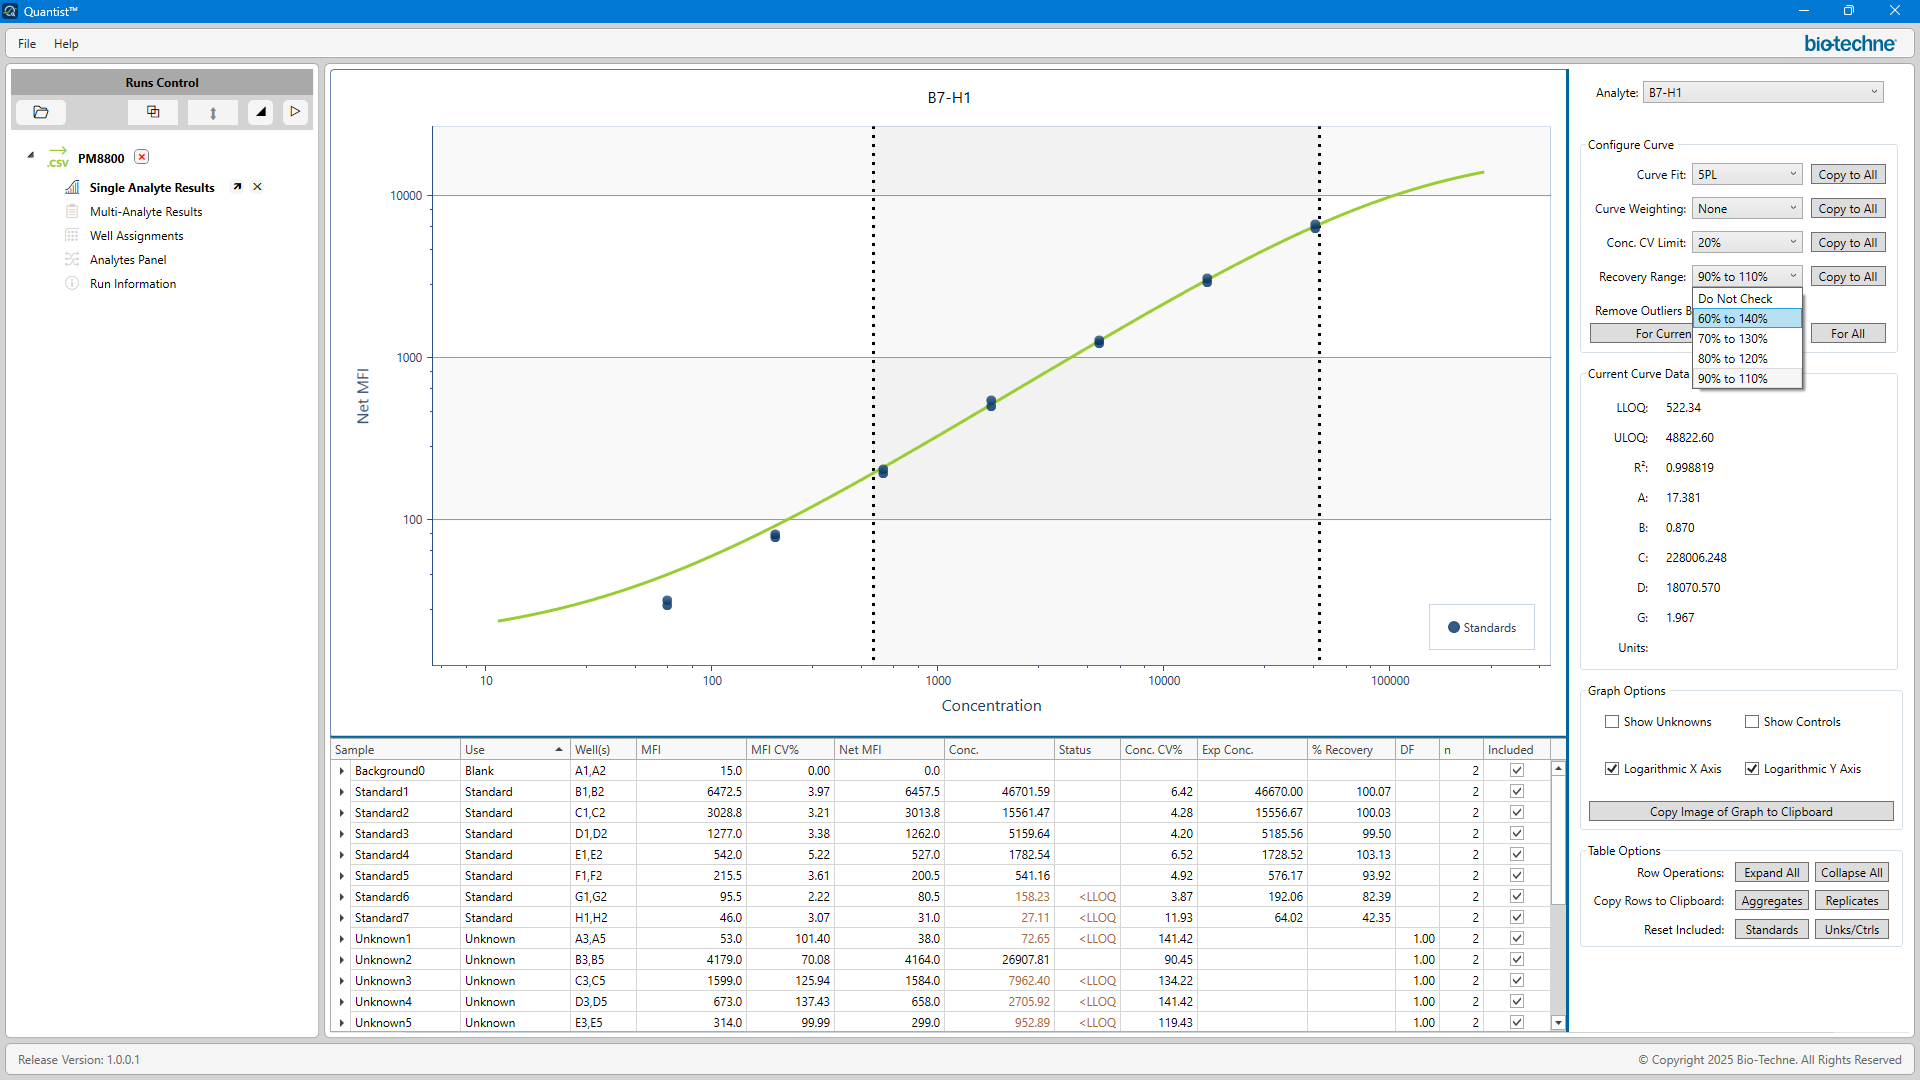 Quantist™
File Help
bio-techne
Runs Control
.csv PM8800
Single Analyte Results
Multi-Analyte Results
Well Assignments
Analytes Panel
Run Information
B7-H1
10000
1000
100
Net MFI
10 100 1000 10000 100000
Concentration
Standards
Analyte: B7-H1
Configure Curve
Curve Fit: 5PL Copy to All
Curve Weighting: None Copy to All
Conc. CV Limit: 20% Copy to All
Recovery Range: 90% to 110% Copy to All
Do Not Check
60% to 140%
70% to 130%
80% to 120%
90% to 110%
Remove Outliers B
For Curren For All
Current Curve Data
LLOQ: 522.34
ULOQ: 48822.60
R²: 0.998819
A: 17.381
B: 0.870
C: 228006.248
D: 18070.570
G: 1.967
Units:
Graph Options
Show Unknowns Show Controls
Logarithmic X Axis Logarithmic Y Axis
Copy Image of Graph to Clipboard
Table Options
Row Operations: Expand All Collapse All
Copy Rows to Clipboard: Aggregates Replicates
Reset Included: Standards Unks/Ctrls
Sample Use Well(s) MFI MFI CV% Net MFI Conc. Status Conc. CV% Exp Conc. % Recovery DF n Included
Background0 Blank A1,A2 15.0 0.00 0.0 2
Standard1 Standard B1,B2 6472.5 3.97 6457.5 46701.59 6.42 46670.00 100.07 2
Standard2 Standard C1,C2 3028.8 3.21 3013.8 15561.47 4.28 15556.67 100.03 2
Standard3 Standard D1,D2 1277.0 3.38 1262.0 5159.64 4.20 5185.56 99.50 2
Standard4 Standard E1,E2 542.0 5.22 527.0 1782.54 6.52 1728.52 103.13 2
Standard5 Standard F1,F2 215.5 3.61 200.5 541.16 4.92 576.17 93.92 2
Standard6 Standard G1,G2 95.5 2.22 80.5 158.23 <LLOQ 3.87 192.06 82.39 2
Standard7 Standard H1,H2 46.0 3.07 31.0 27.11 <LLOQ 11.93 64.02 42.35 2
Unknown1 Unknown A3,A5 53.0 101.40 38.0 72.65 <LLOQ 141.42 1.00 2
Unknown2 Unknown B3,B5 4179.0 70.08 4164.0 26907.81 90.45 1.00 2
Unknown3 Unknown C3,C5 1599.0 125.94 1584.0 7962.40 <LLOQ 134.22 1.00 2
Unknown4 Unknown D3,D5 673.0 137.43 658.0 2705.92 <LLOQ 141.42 1.00 2
Unknown5 Unknown E3,E5 314.0 99.99 299.0 952.89 <LLOQ 119.43 1.00 2
Release Version: 1.0.0.1
© Copyright 2025 Bio-Techne. All Rights Reserved